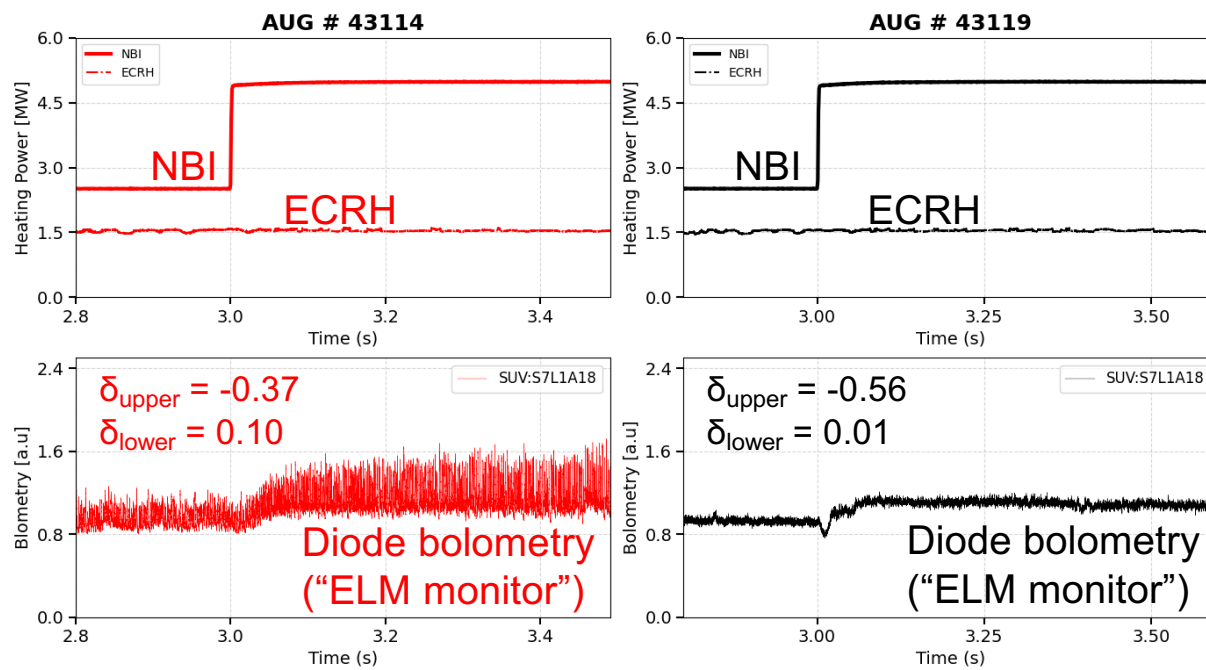 AUG # 43114
6.0
4.5
3.0
1.5
0.0
Heating Power [MW]
NBI
ECRH
NBI
ECRH
2.8
3.0
3.2
3.4
Time (s)
AUG # 43119
6.0
4.5
3.0
1.5
0.0
Heating Power [MW]
NBI
ECRH
NBI
ECRH
3.00
3.25
3.50
Time (s)
2.4
1.6
0.8
0.0
Blometry [a.u]
δupper = -0.37
δlower = 0.10
SUV:S7L1A18
Diode bolometry
(“ELM monitor”)
2.8
3.0
3.2
3.4
Time (s)
2.4
1.6
0.8
0.0
Bolometry [a.u]
δupper = -0.56
δlower = 0.01
SUV:S7L1A18
Diode bolometry
(“ELM monitor”)
3.00
3.25
3.50
Time (s)